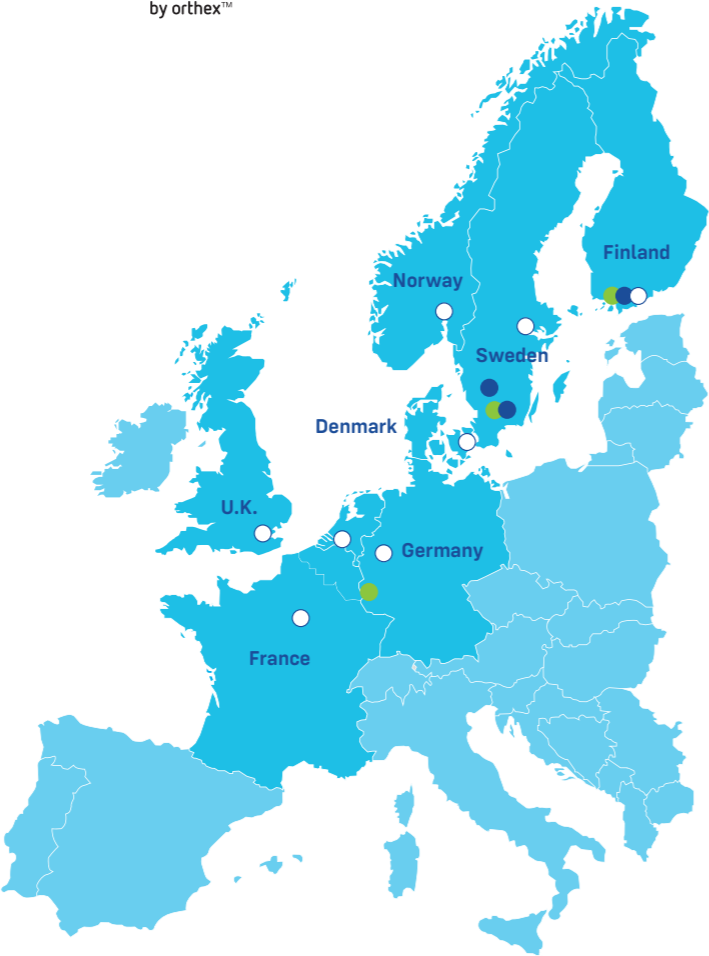 by orthex™
Finland
Norway
Sweden
Denmark
U.K.
Germany
France